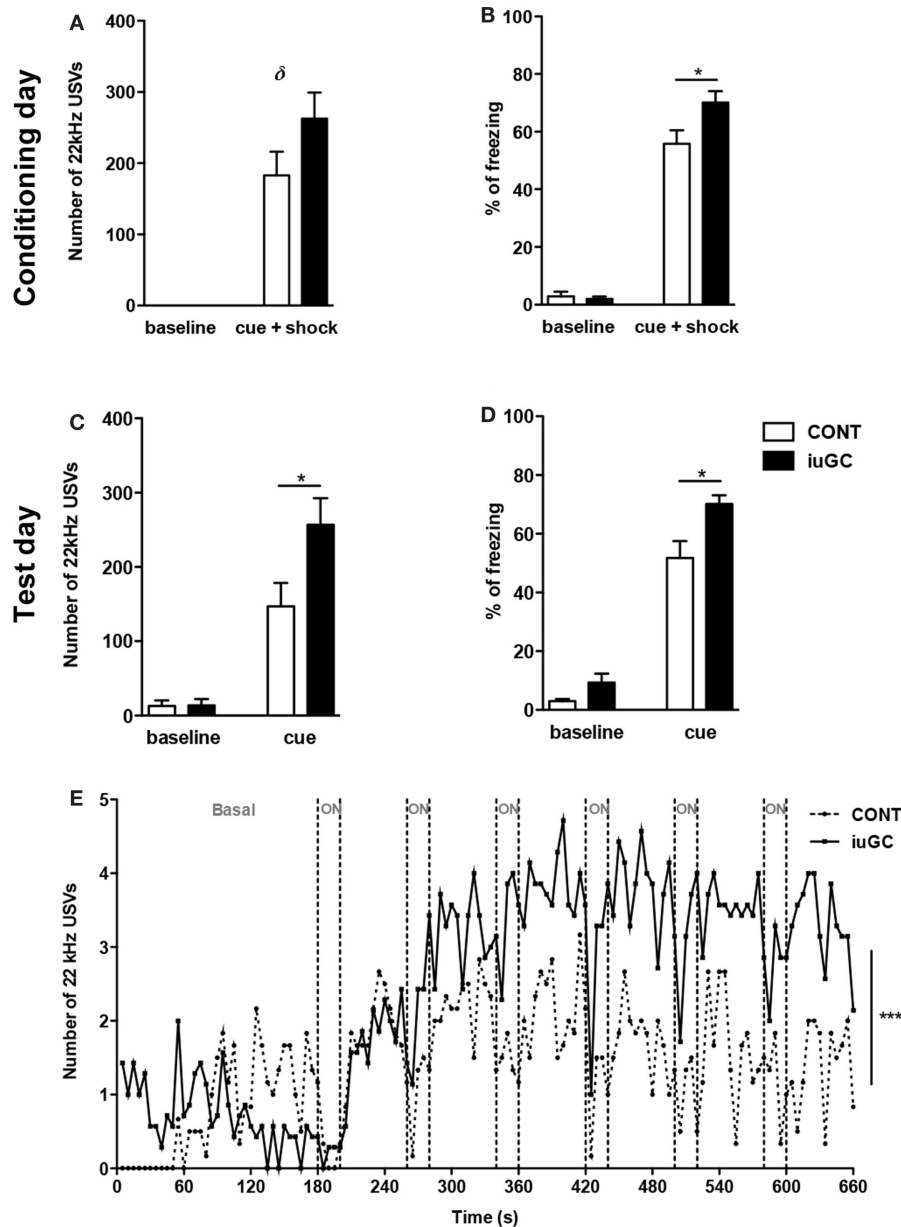 Conditioning day
A
Number of 22kHz USVs
400
300
200
100
0
δ
baseline
cue + shock
B
% of freezing
100
80
60
40
20
0
*
baseline
cue + shock
Test day
C
Number of 22kHz USVs
400
300
200
100
0
*
baseline
cue
D
% of freezing
100
80
60
40
20
0
*
baseline
cue
CONT
iuGC
E
Number of 22 kHz USVs
5
4
3
2
1
0
Basal
ON
ON
ON
ON
ON
ON
CONT
iuGC
***
0 60 120 180 240 300 360 420 480 540 600 660
Time (s)